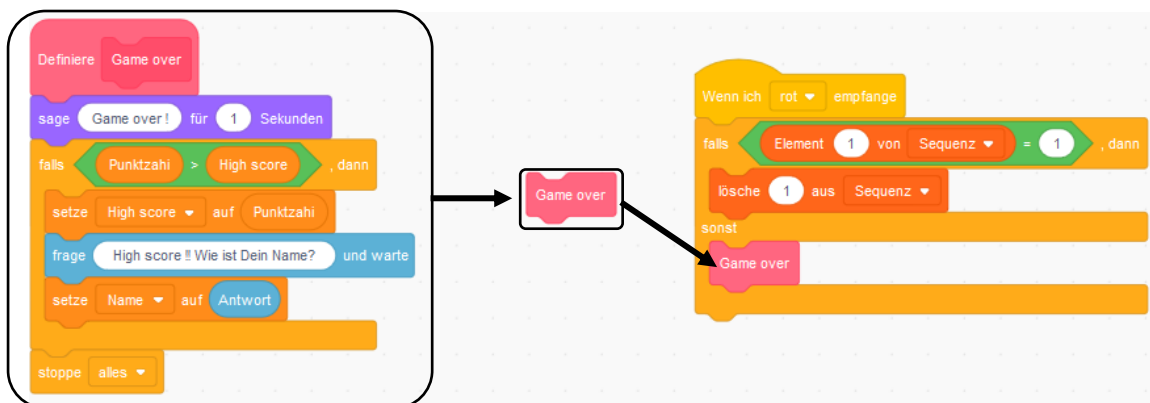 Definiere Game over
sage Game over ! für 1 Sekunden
falls Punktzahl > High score , dann
setze High score auf Punktzahl
frage High score !! Wie ist Dein Name? und warte
setze Name auf Antwort
stoppe alles
Game over
Wenn ich rot empfange
falls Element 1 von Sequenz = 1 , dann
lösche 1 aus Sequenz
sonst
Game over